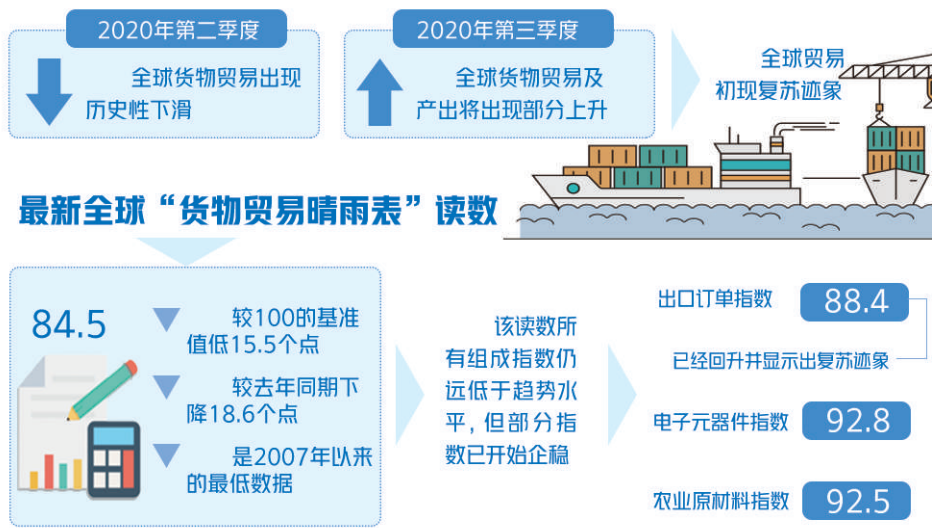 2020年第二季度
全球货物贸易出现
历史性下滑
2020年第三季度
全球货物贸易及
产出将出现部分上升
全球贸易
初现复苏迹象
最新全球“货物贸易晴雨表”读数
84.5
较100的基准
值低15.5个点
较去年同期下
降18.6个点
是2007年以来
的最低数据
该读数所
有组成指数仍
远低于趋势水
平,但部分指
数已开始企稳
出口订单指数 88.4
已经回升并显示出复苏迹象
电子元器件指数 92.8
农业原材料指数 92.5